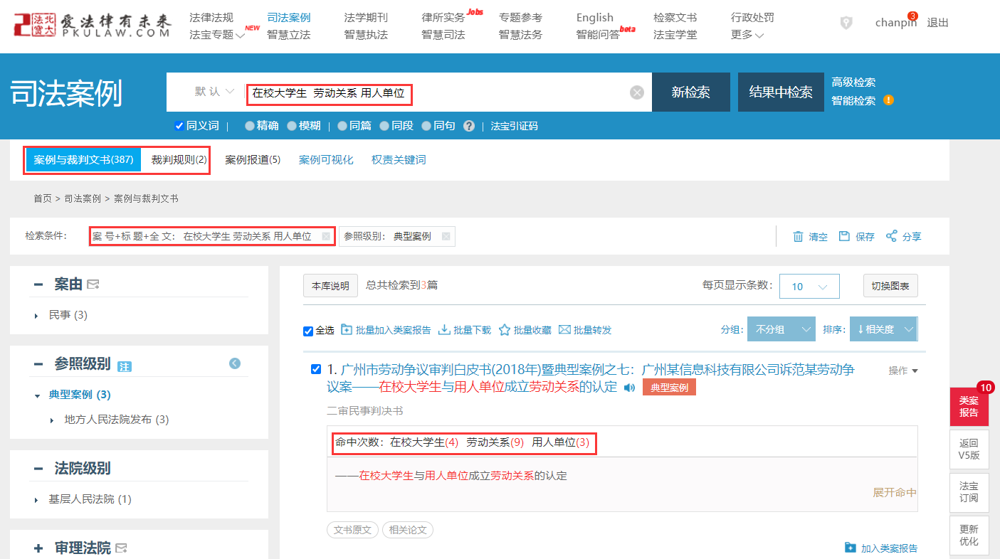 法律法规 司法案例 法学期刊 律所实务 Jobs 专题参考 English 检察文书 行政处罚
北大法宝 爱法律有未来 PKULAW.COM
法宝专题 NEW 智慧立法 智慧执法 智慧司法 智慧法务 智能问答 beta 法宝学堂 更多
chanpin 3 退出
司法案例
默 认 在校大学生 劳动关系 用人单位 新检索 结果中检索 高级检索
智能检索
同义词 | 精确 模糊 | 同篇 同段 同句 ? | 法宝引证码
案例与裁判文书(387) 裁判规则(2) 案例报道(5) 案例可视化 权责关键词
首页 > 司法案例 > 案例与裁判文书
检索条件: 案 号+标 题+全 文: 在校大学生 劳动关系 用人单位 参照级别: 典型案例 清空 保存 分享
案由
民事 (3)
参照级别 注
典型案例 (3)
地方人民法院发布 (3)
法院级别
基层人民法院 (1)
审理法院
本库说明 总共检索到3篇 每页显示条数: 10 切换图表
全选 批量加入类案报告 批量下载 批量收藏 批量转发 分组: 不分组 排序: ↓相关度
1. 广州市劳动争议审判白皮书(2018年)暨典型案例之七：广州某信息科技有限公司诉范某劳动争 操作
议案——在校大学生与用人单位成立劳动关系的认定 典型案例
二审民事判决书
命中次数：在校大学生(4) 劳动关系(9) 用人单位(3)
——在校大学生与用人单位成立劳动关系的认定
展开命中
文书原文 相关论文
加入类案报告
10
类案
报告
返回
V5版
法宝
订阅
更新
优化